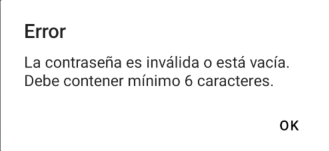 Error
La contraseña es inválida o está vacía.
Debe contener mínimo 6 caracteres.
OK